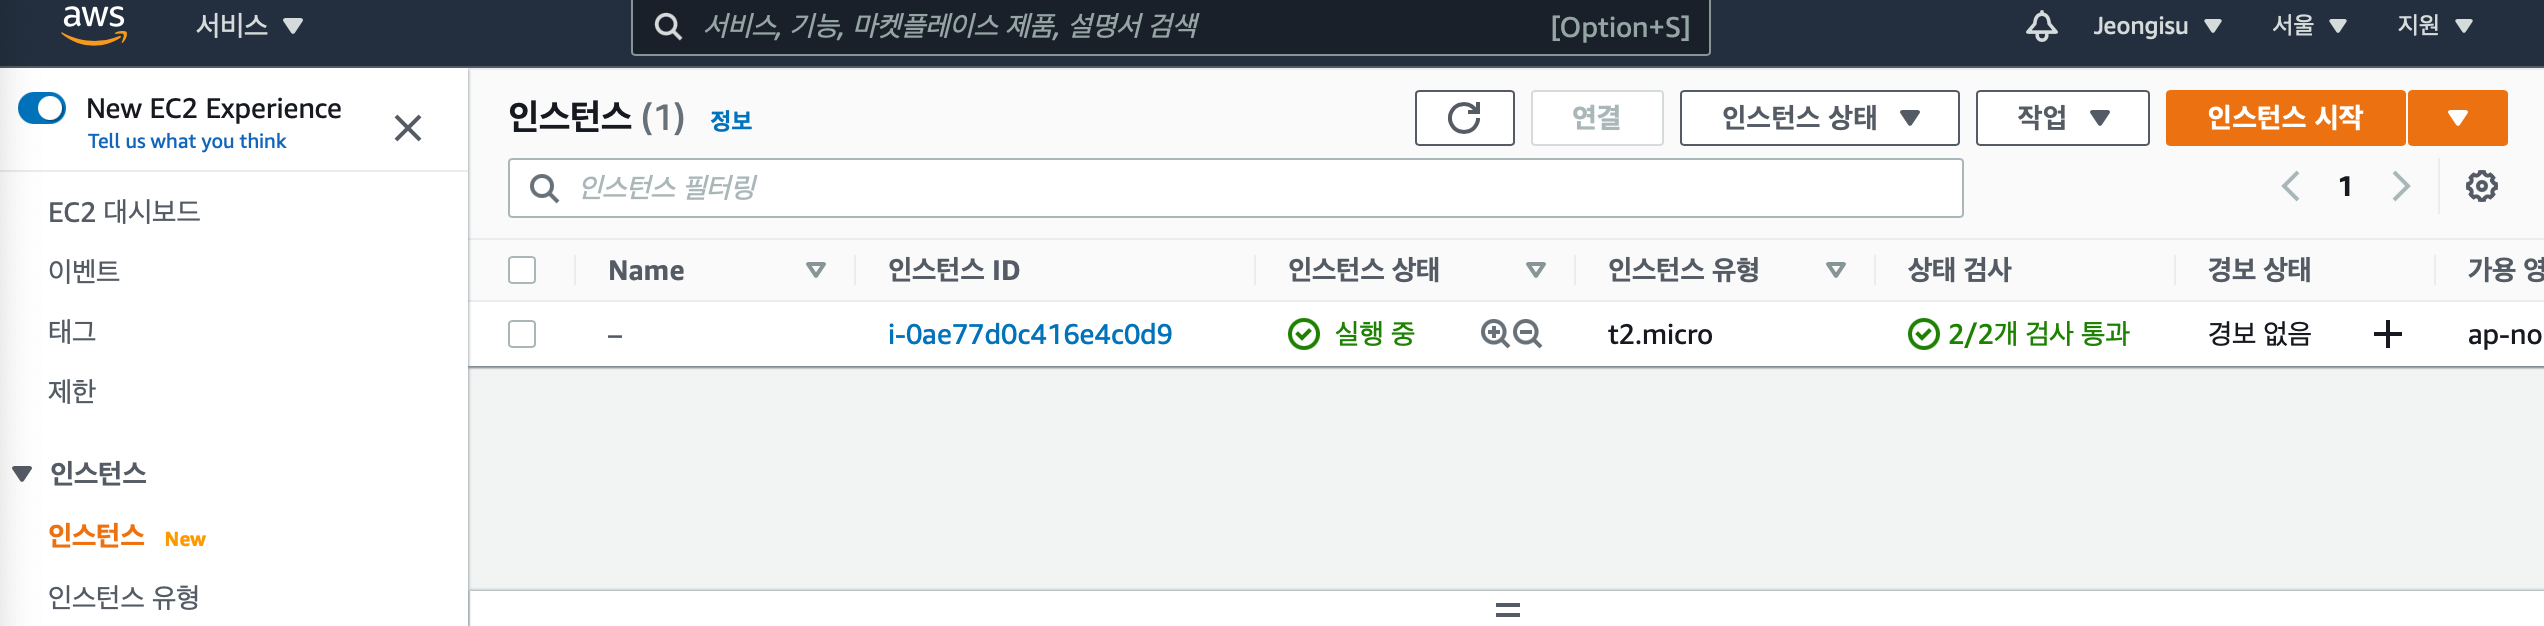 aws 서비스 서비스, 기능, 마켓플레이스 제품, 설명서 검색 [Option+S] Jeongisu 서울 지원
New EC2 Experience
Tell us what you think
EC2 대시보드
이벤트
태그
제한
인스턴스
인스턴스 New
인스턴스 유형
인스턴스 (1) 정보 연결 인스턴스 상태 작업 인스턴스 시작
인스턴스 필터링 1
Name 인스턴스 ID 인스턴스 상태 인스턴스 유형 상태 검사 경보 상태 가용 영
– i-0ae77d0c416e4c0d9 실행 중 t2.micro 2/2개 검사 통과 경보 없음 ap-no